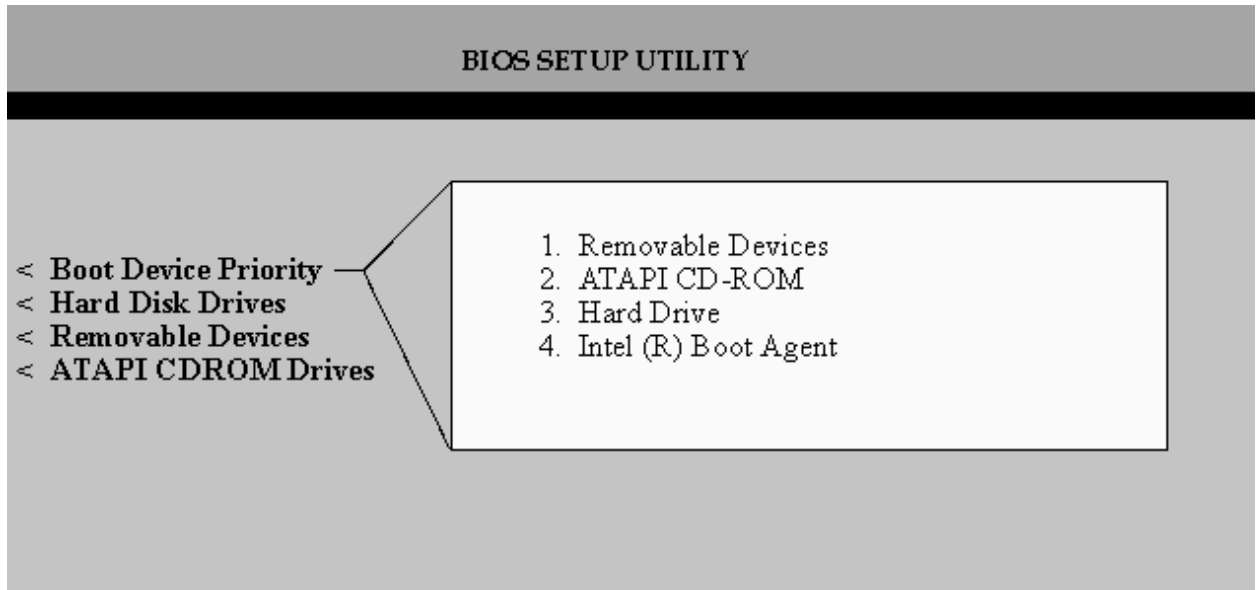 BIOS SETUP UTILITY
< Boot Device Priority
< Hard Disk Drives
< Removable Devices
< ATAPI CDROM Drives
1. Removable Devices
2. ATAPI CD-ROM
3. Hard Drive
4. Intel (R) Boot Agent